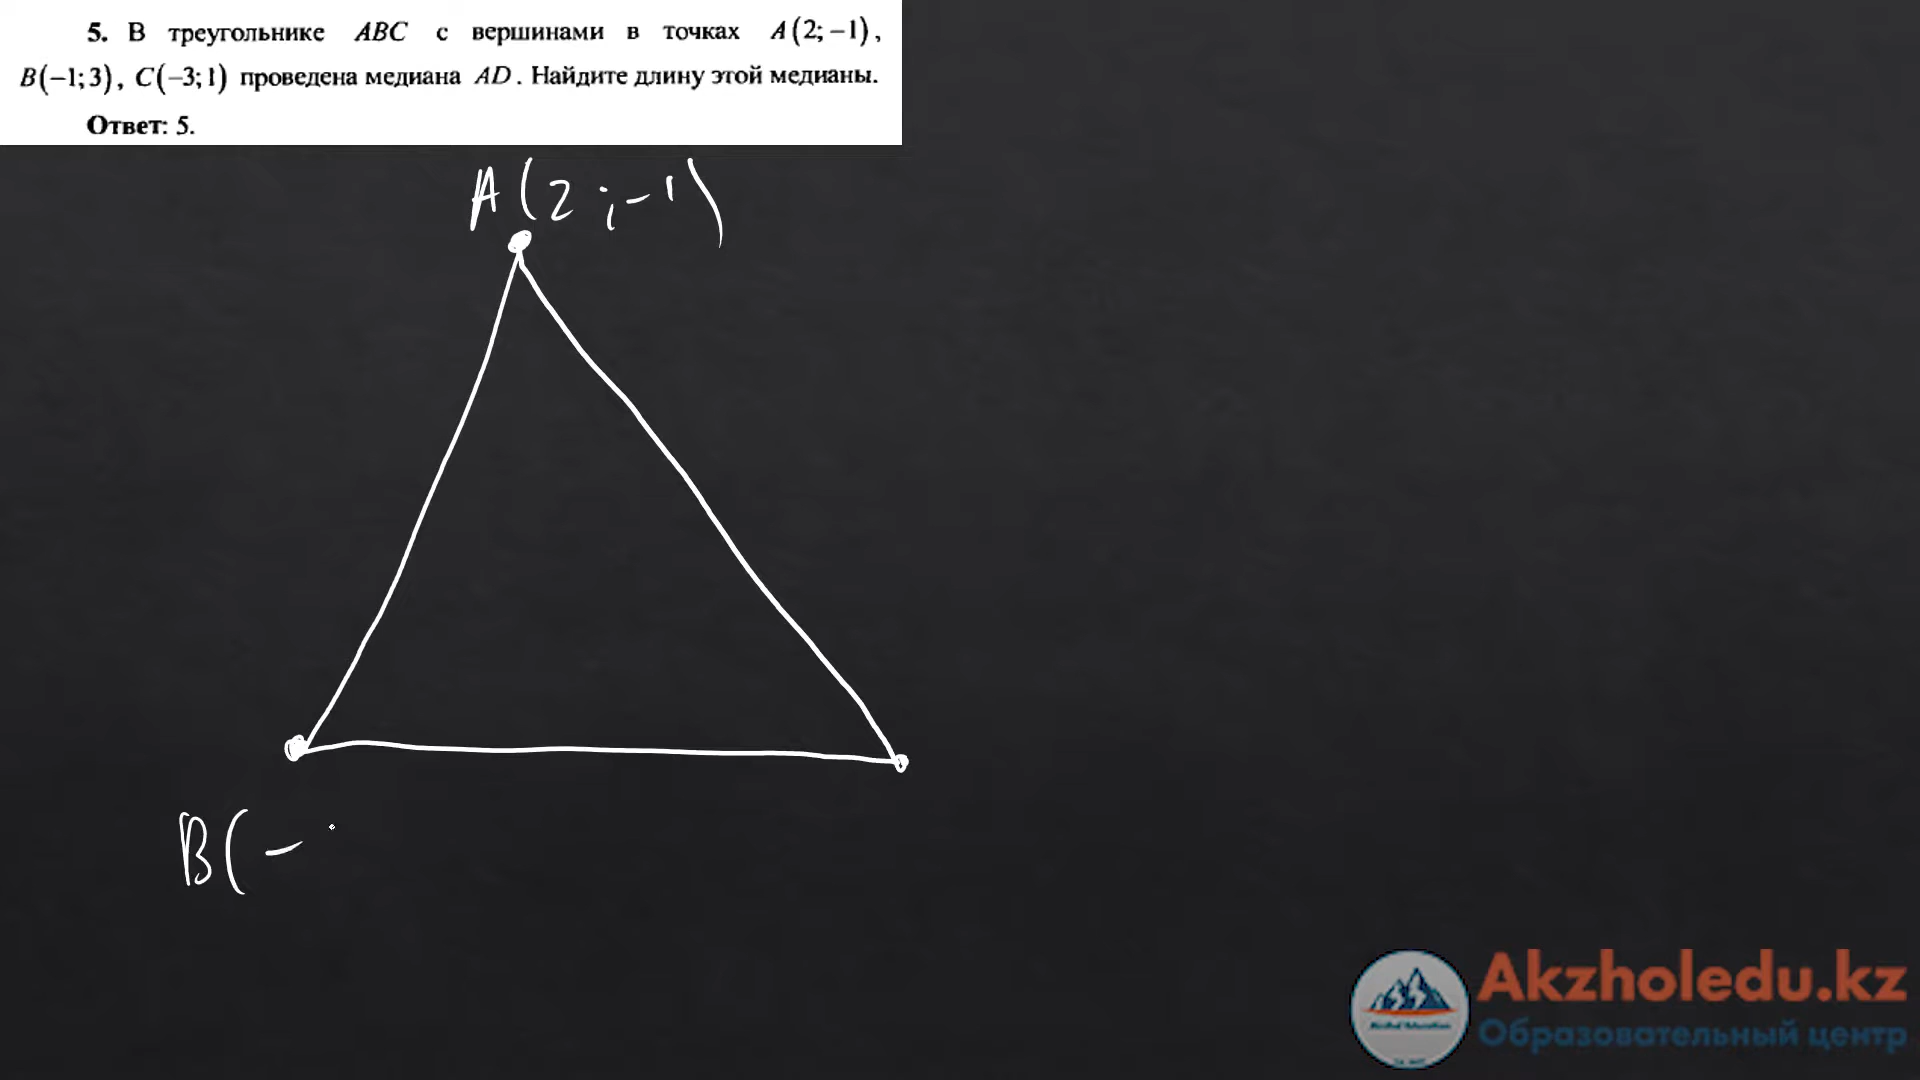 5. В треугольнике ABC с вершинами в точках A(2;−1),
B(−1;3), C(−3;1) проведена медиана AD. Найдите длину этой медианы.
Ответ: 5.
A(2;-1)
B(-
Akzholedu.kz
Образовательный центр